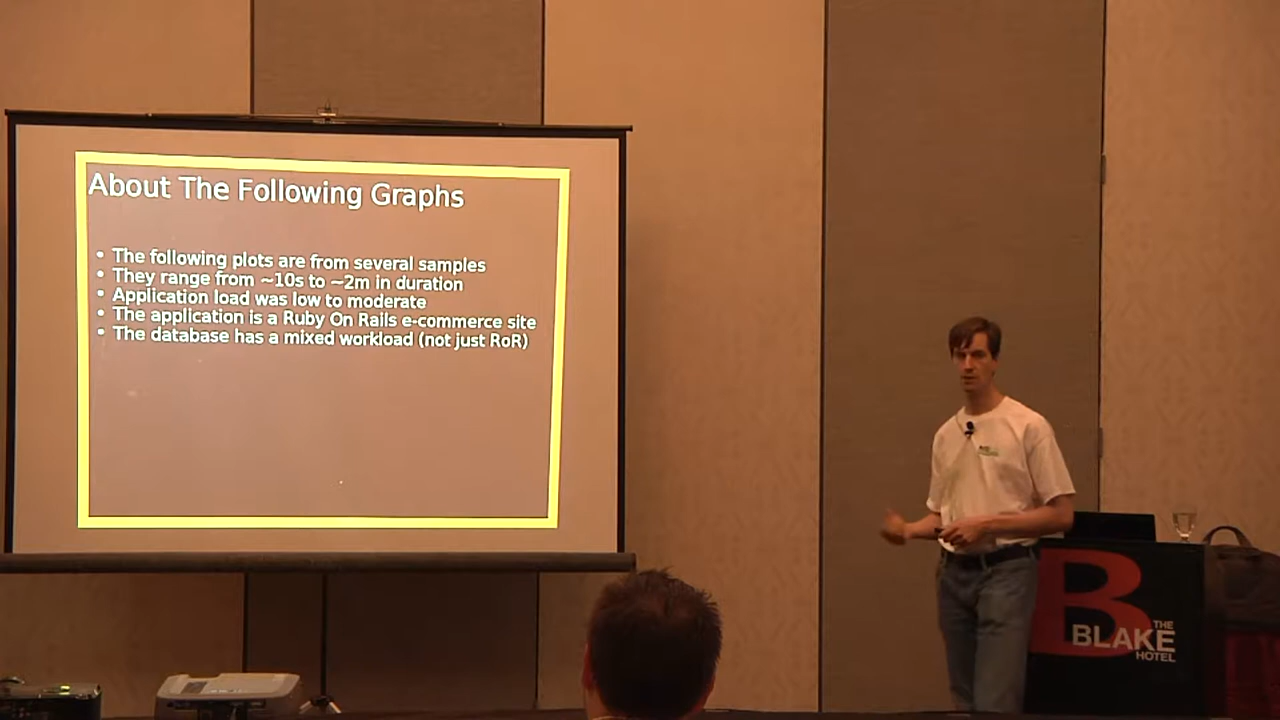 About The Following Graphs
• The following plots are from several samples
• They range from ~10s to ~2m in duration
• Application load was low to moderate
• The application is a Ruby On Rails e-commerce site
• The database has a mixed workload (not just RoR)
B
THE
BLAKE
HOTEL